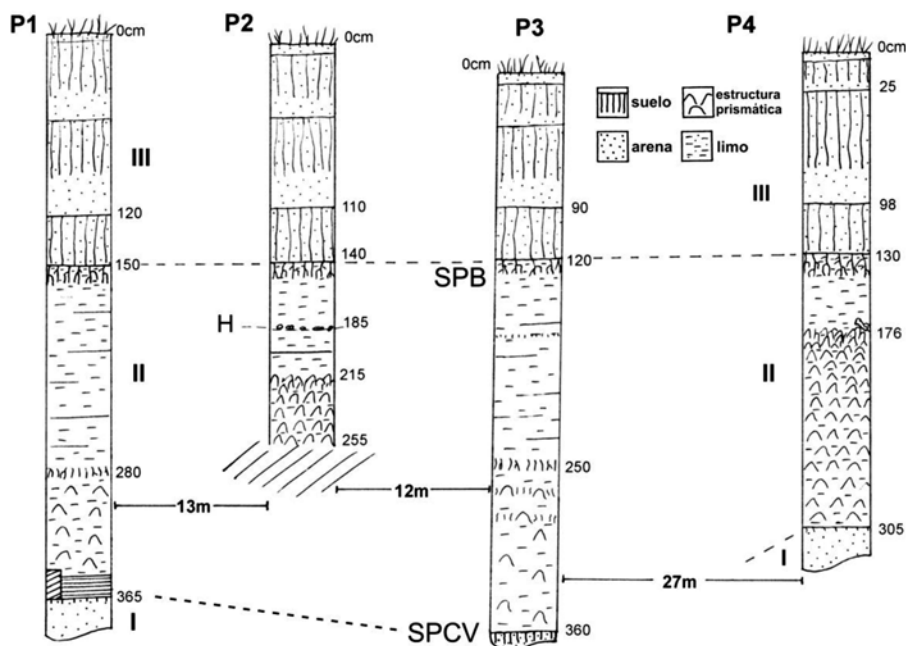 P1
0cm
III
120
150
II
280
365
I
13m
P2
0cm
110
140
H
185
215
255
12m
P3
0cm
90
120
SPB
250
360
SPCV
27m
suelo
estructura
prismática
arena
limo
P4
0cm
25
III
98
130
176
II
305
I